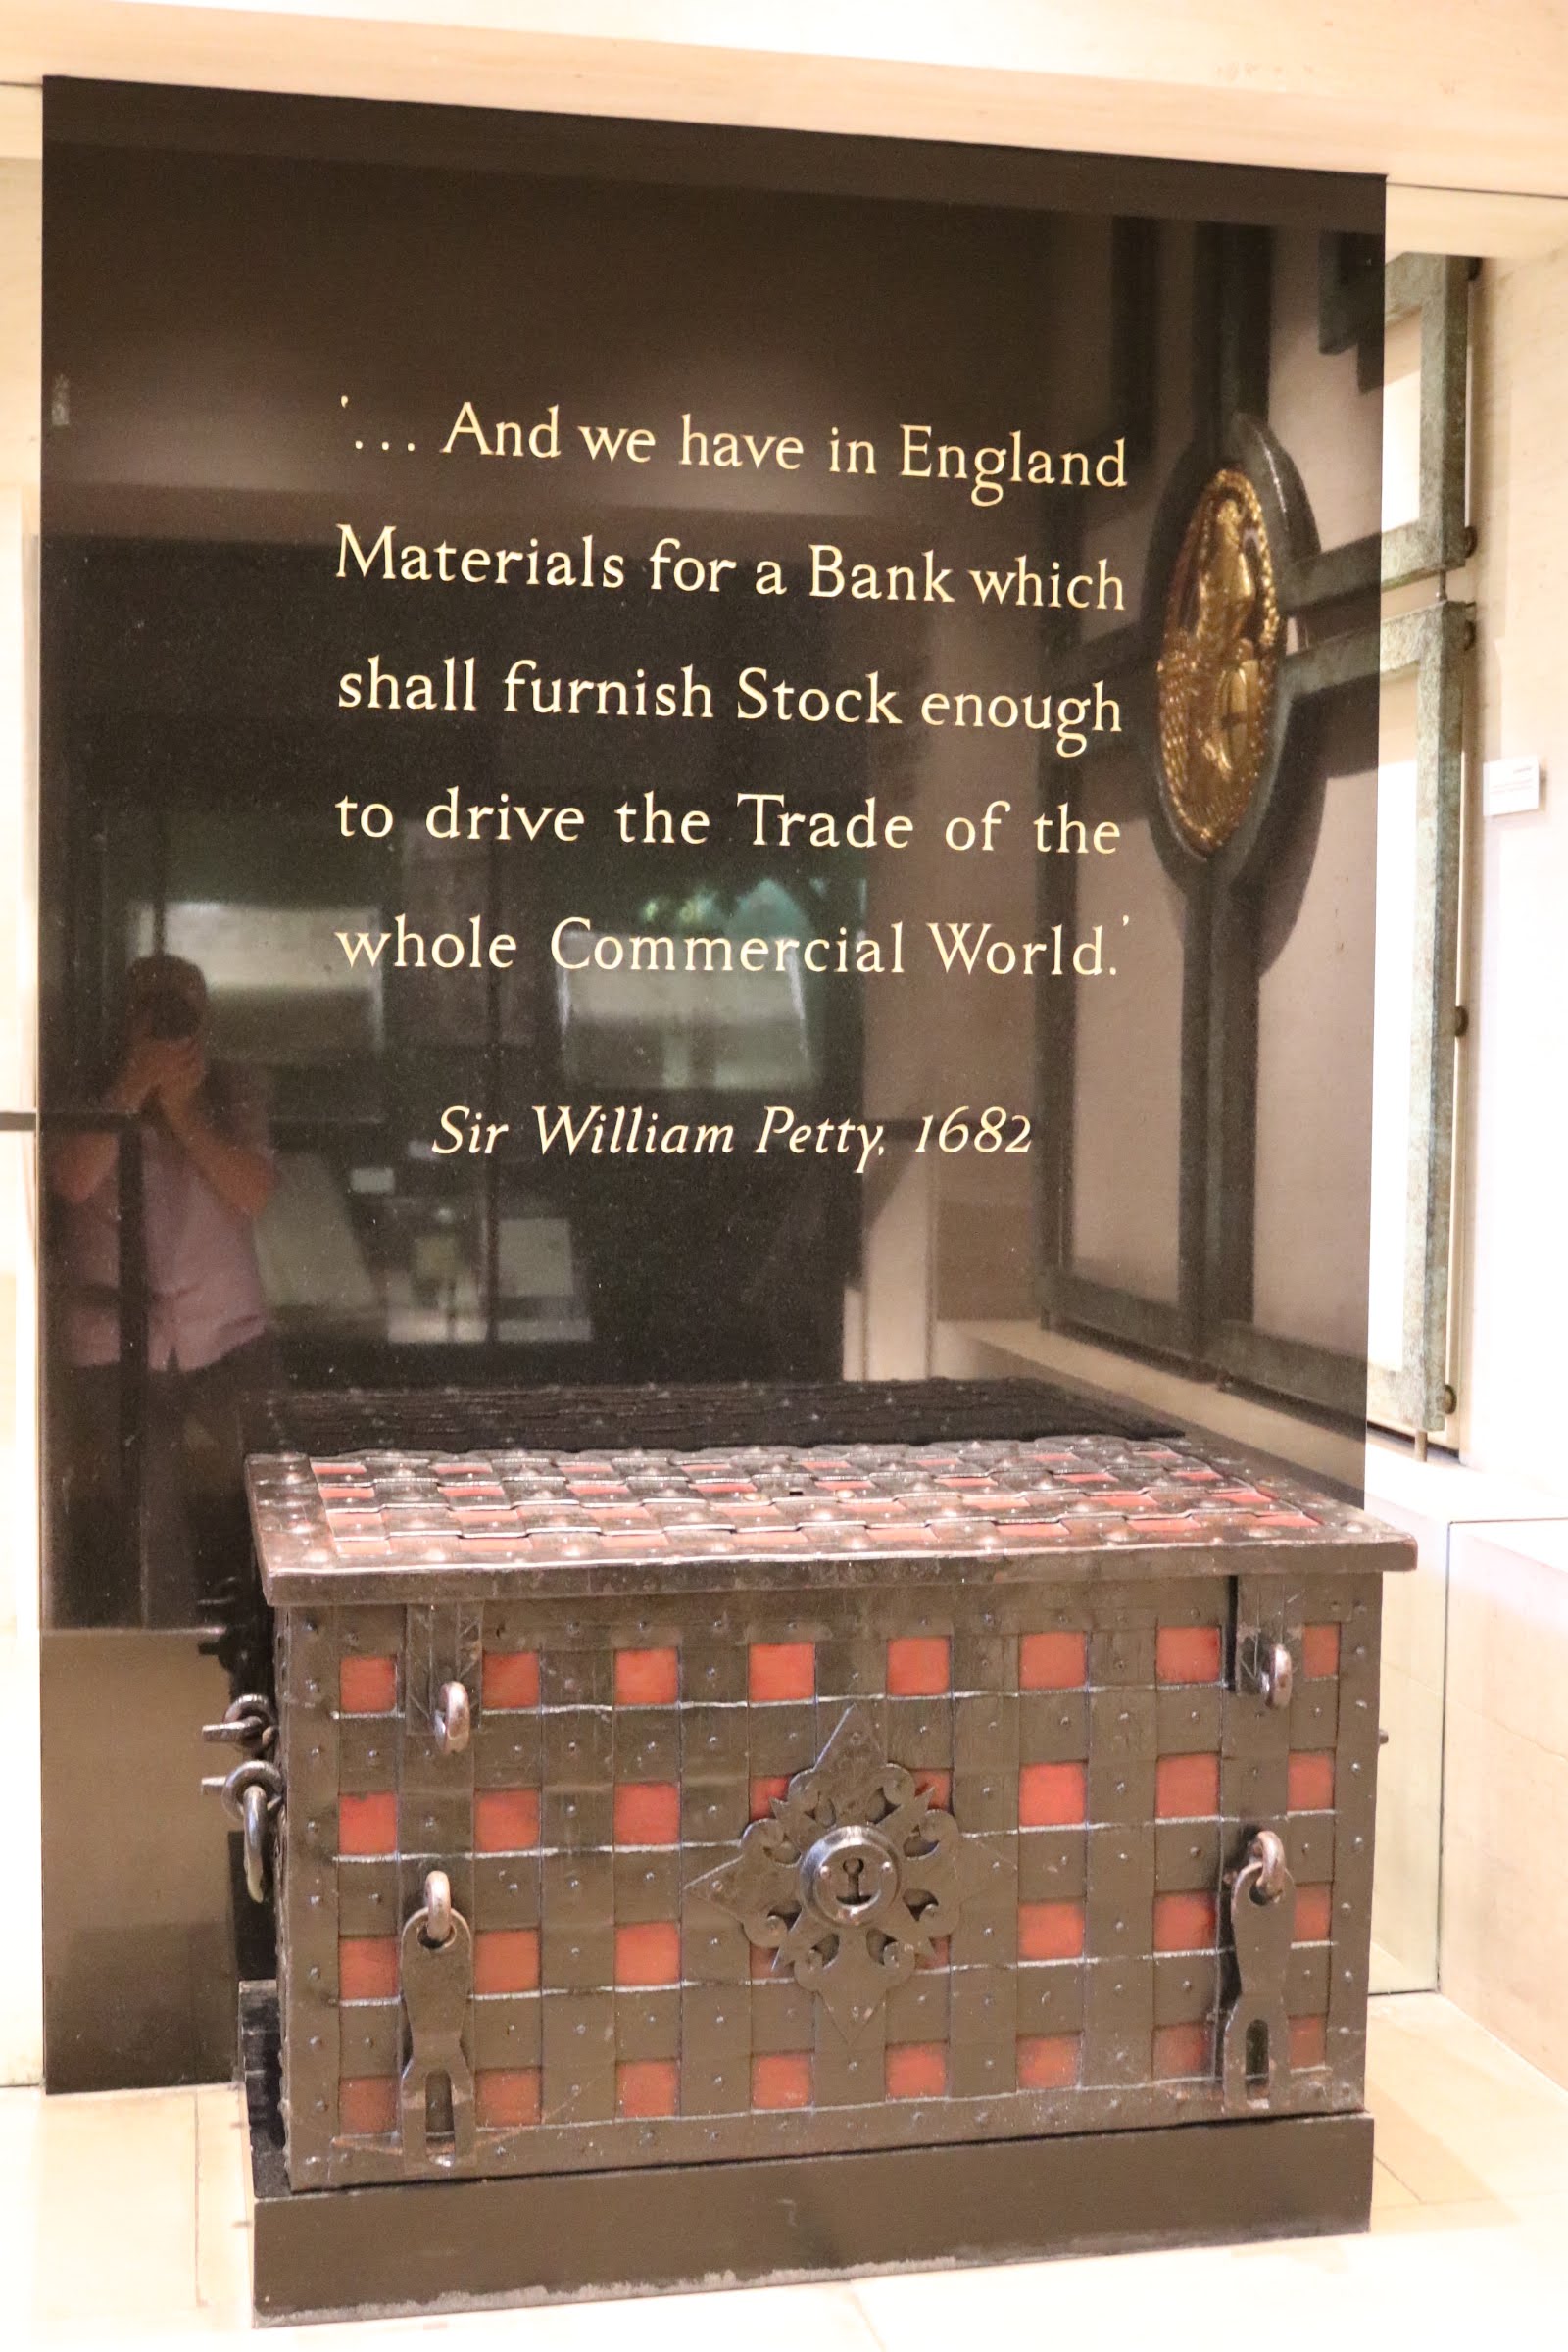 ‘… And we have in England
Materials for a Bank which
shall furnish Stock enough
to drive the Trade of the
whole Commercial World.’
Sir William Petty, 1682